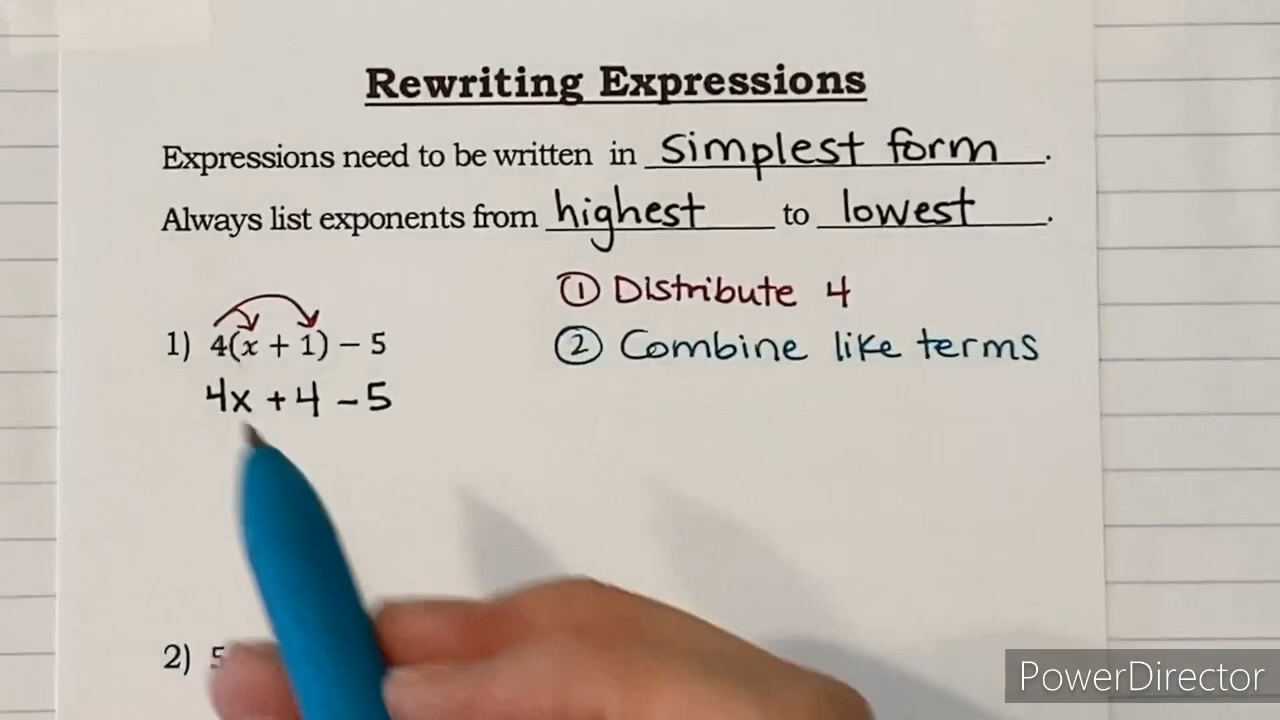 Rewriting Expressions
Expressions need to be written in simplest form.
Always list exponents from highest to lowest.
① Distribute 4
1) 4(x + 1) – 5
② Combine like terms
4x + 4 – 5
2) 5
PowerDirector